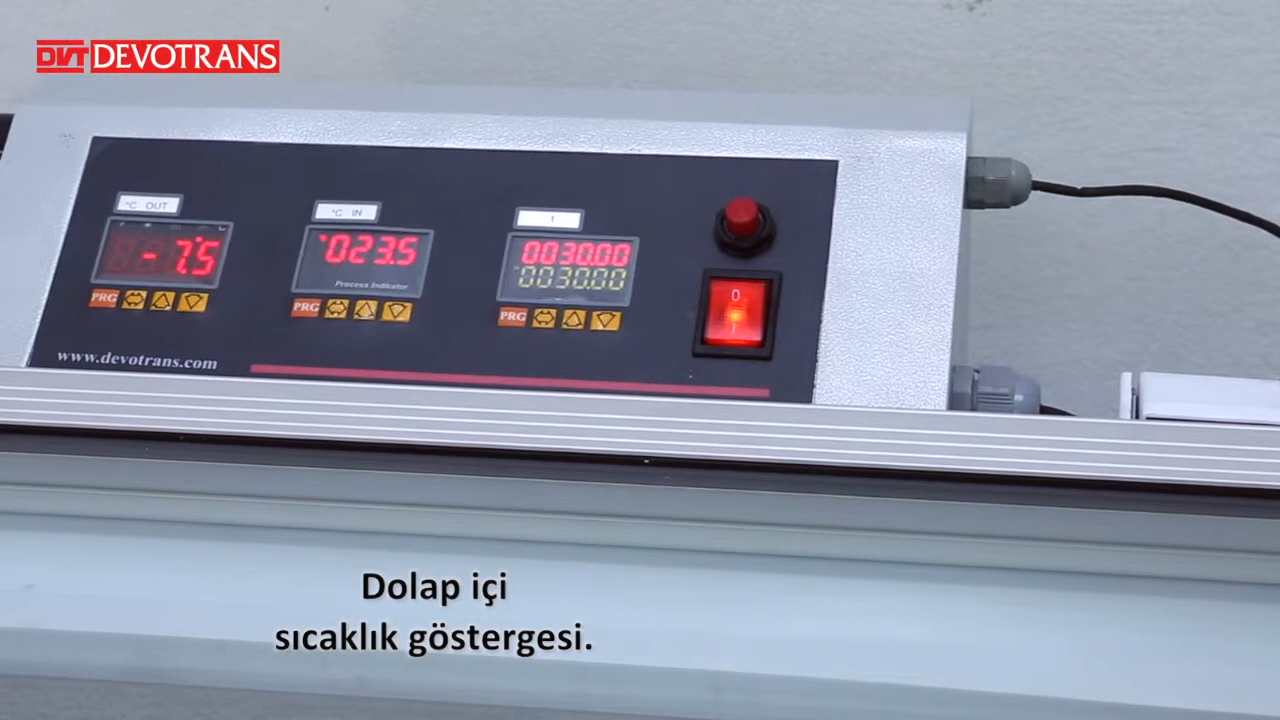 DVT DEVOTRANS
°C OUT
°C IN
1
-7.5
023.5
0030.00
0030.00
Process Indicator
PRG
PRG
PRG
0
I
www.devotrans.com
Dolap içi
sıcaklık göstergesi.